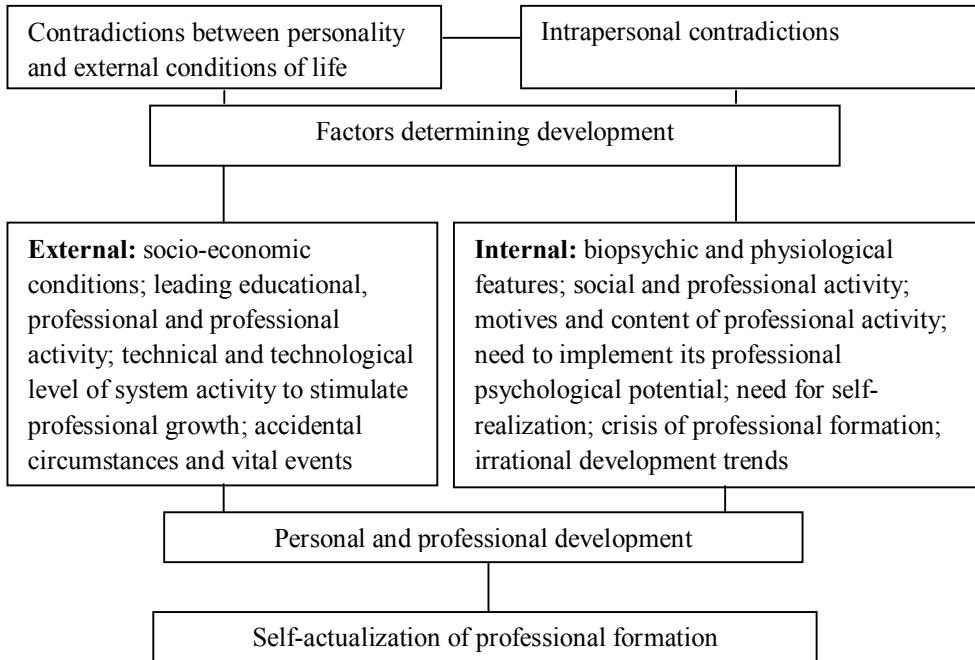 Contradictions between personality
and external conditions of life
Intrapersonal contradictions
Factors determining development
External: socio-economic
conditions; leading educational,
professional and professional
activity; technical and technological
level of system activity to stimulate
professional growth; accidental
circumstances and vital events
Internal: biopsychic and physiological
features; social and professional activity;
motives and content of professional activity;
need to implement its professional
psychological potential; need for self-
realization; crisis of professional formation;
irrational development trends
Personal and professional development
Self-actualization of professional formation